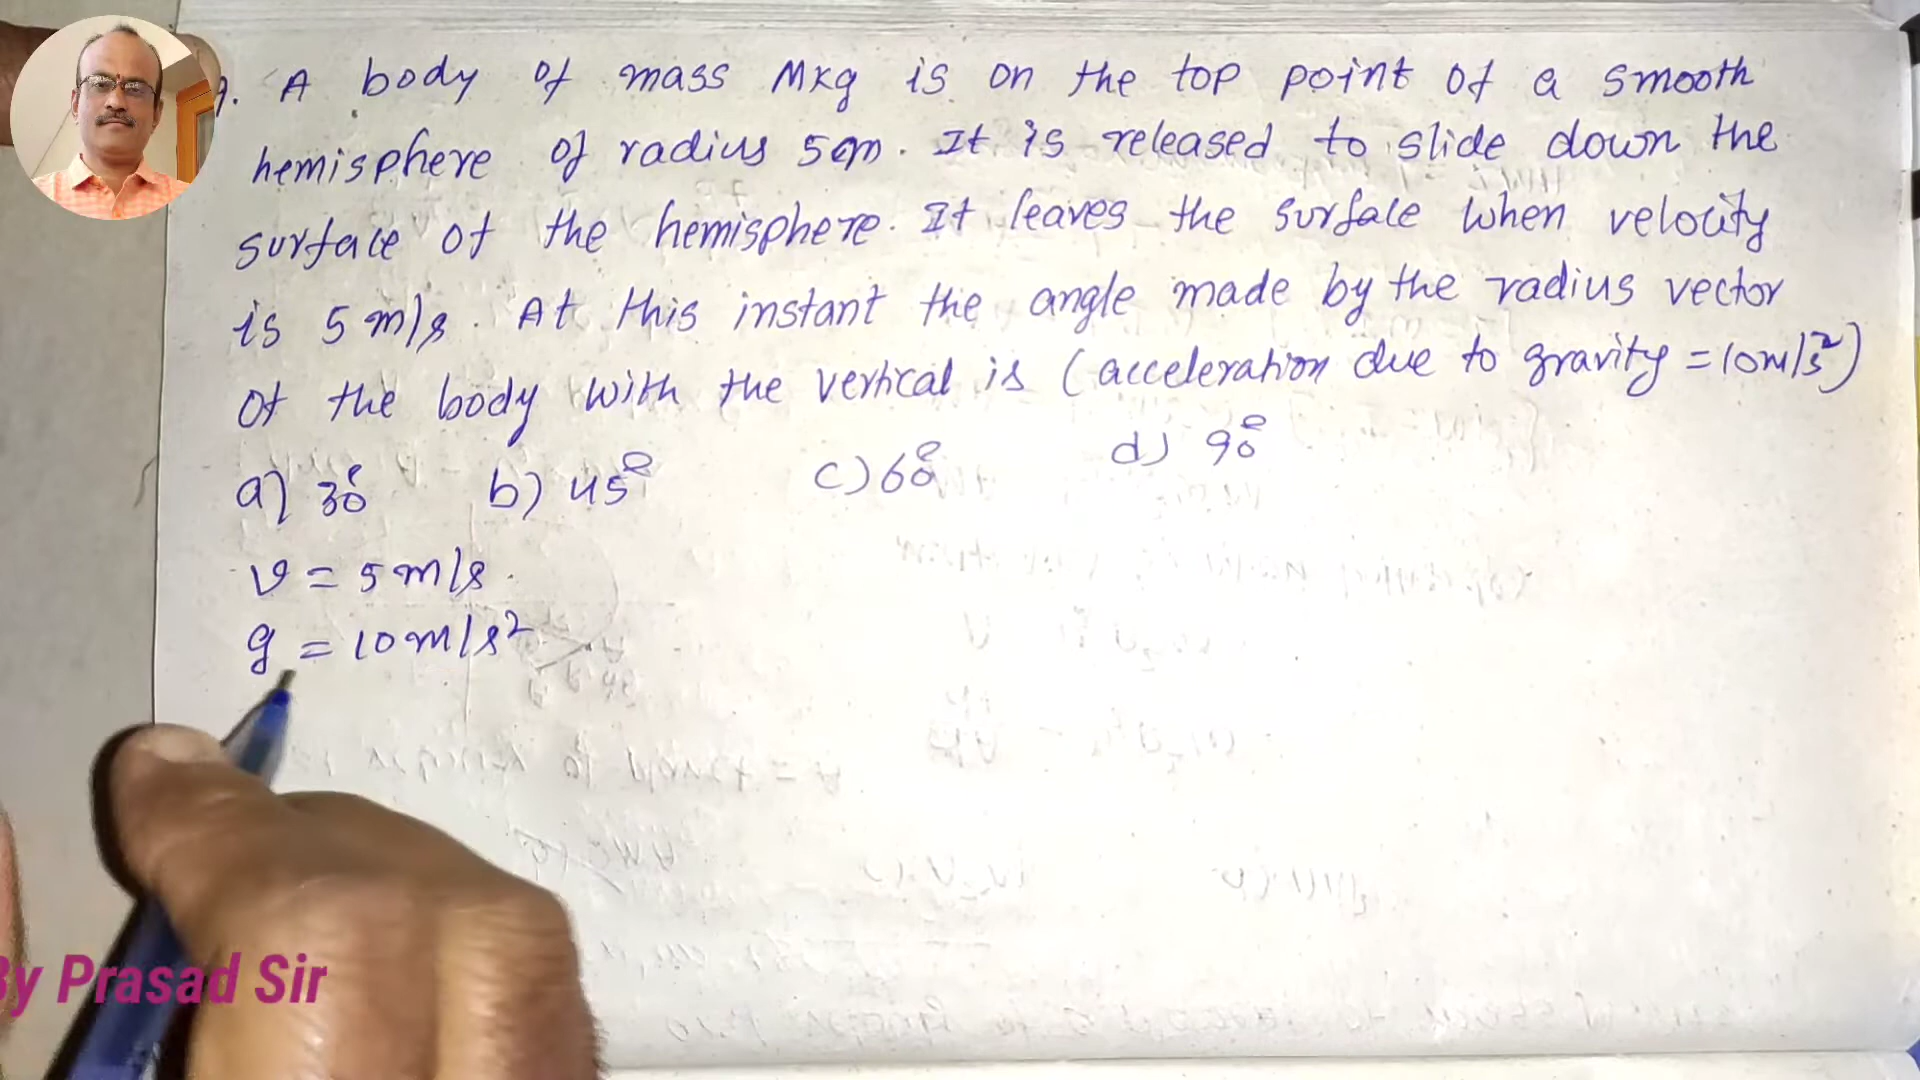 9. A body of mass Mkg is on the top point of a smooth
hemisphere of radius 5m. It is released to slide down the
surface of the hemisphere. It leaves the surface when velocity
is 5 m/s. At this instant the angle made by the radius vector
of the body with the vertical is (acceleration due to gravity = 10m/s²)
a) 30° b) 45° c) 60° d) 90°
v = 5 m/s.
g = 10 m/s²
By Prasad Sir